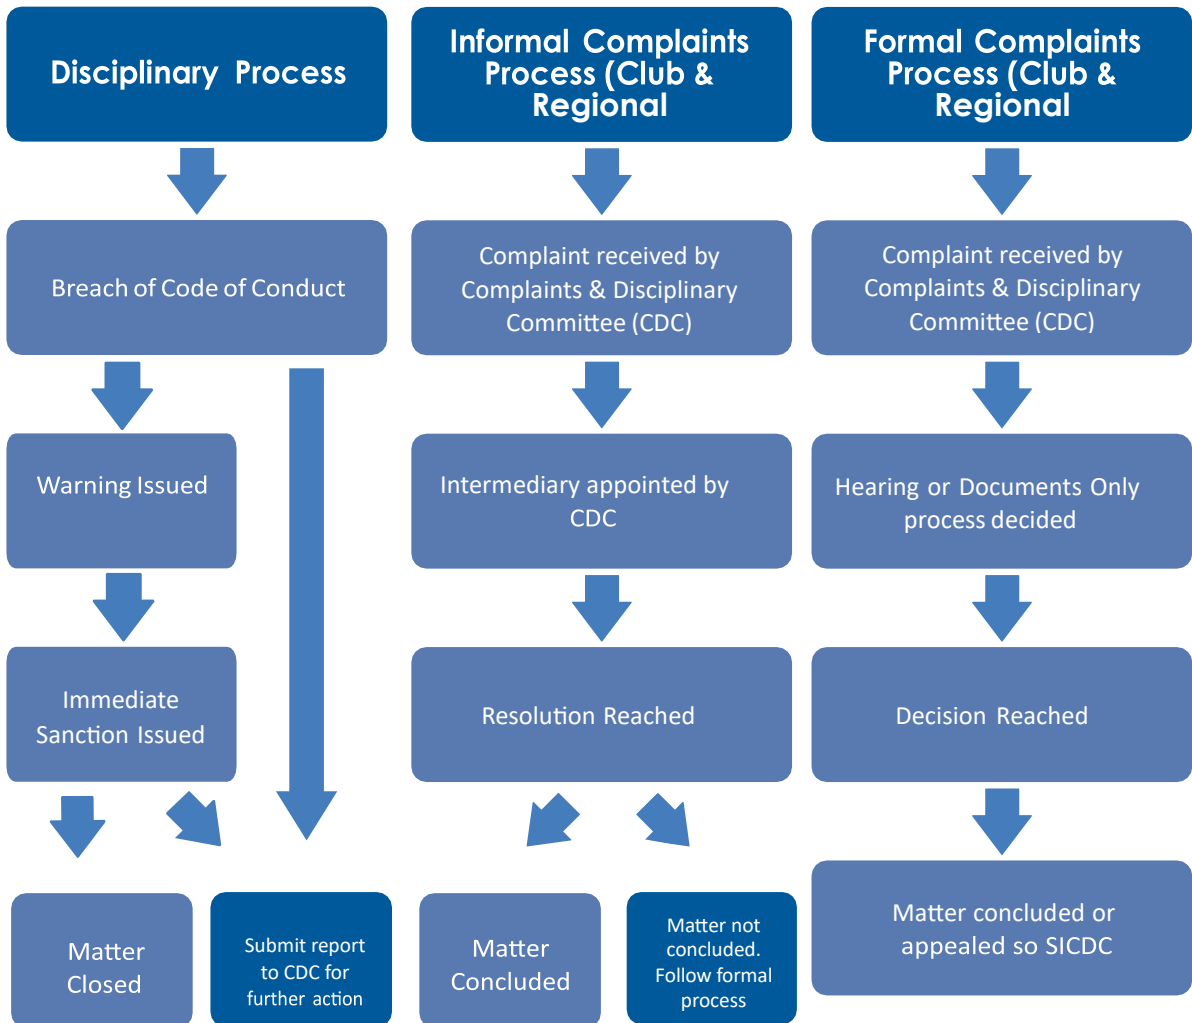 Disciplinary Process
Breach of Code of Conduct
Warning Issued
Immediate
Sanction Issued
Matter
Closed
Submit report
to CDC for
further action
Informal Complaints
Process (Club &
Regional
Complaint received by
Complaints & Disciplinary
Committee (CDC)
Intermediary appointed by
CDC
Resolution Reached
Matter
Concluded
Matter not
concluded.
Follow formal
process
Formal Complaints
Process (Club &
Regional
Complaint received by
Complaints & Disciplinary
Committee (CDC)
Hearing or Documents Only
process decided
Decision Reached
Matter concluded or
appealed so SICDC